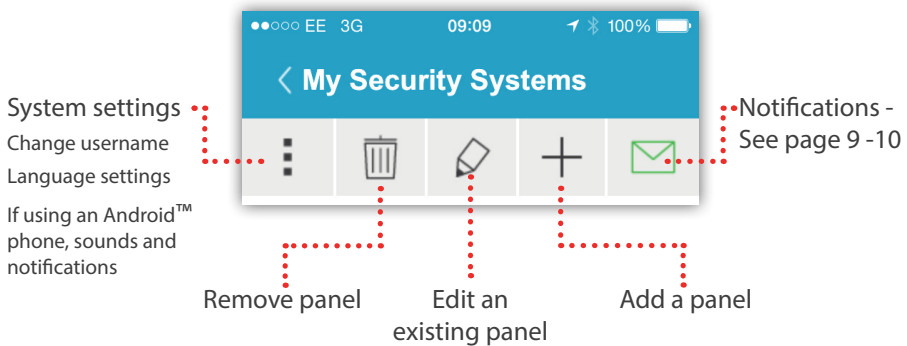 EE 3G 09:09 100%
My Security Systems
System settings
Change username
Language settings
If using an Android™
phone, sounds and
notifications
Notifications -
See page 9 -10
Remove panel
Edit an
existing panel
Add a panel